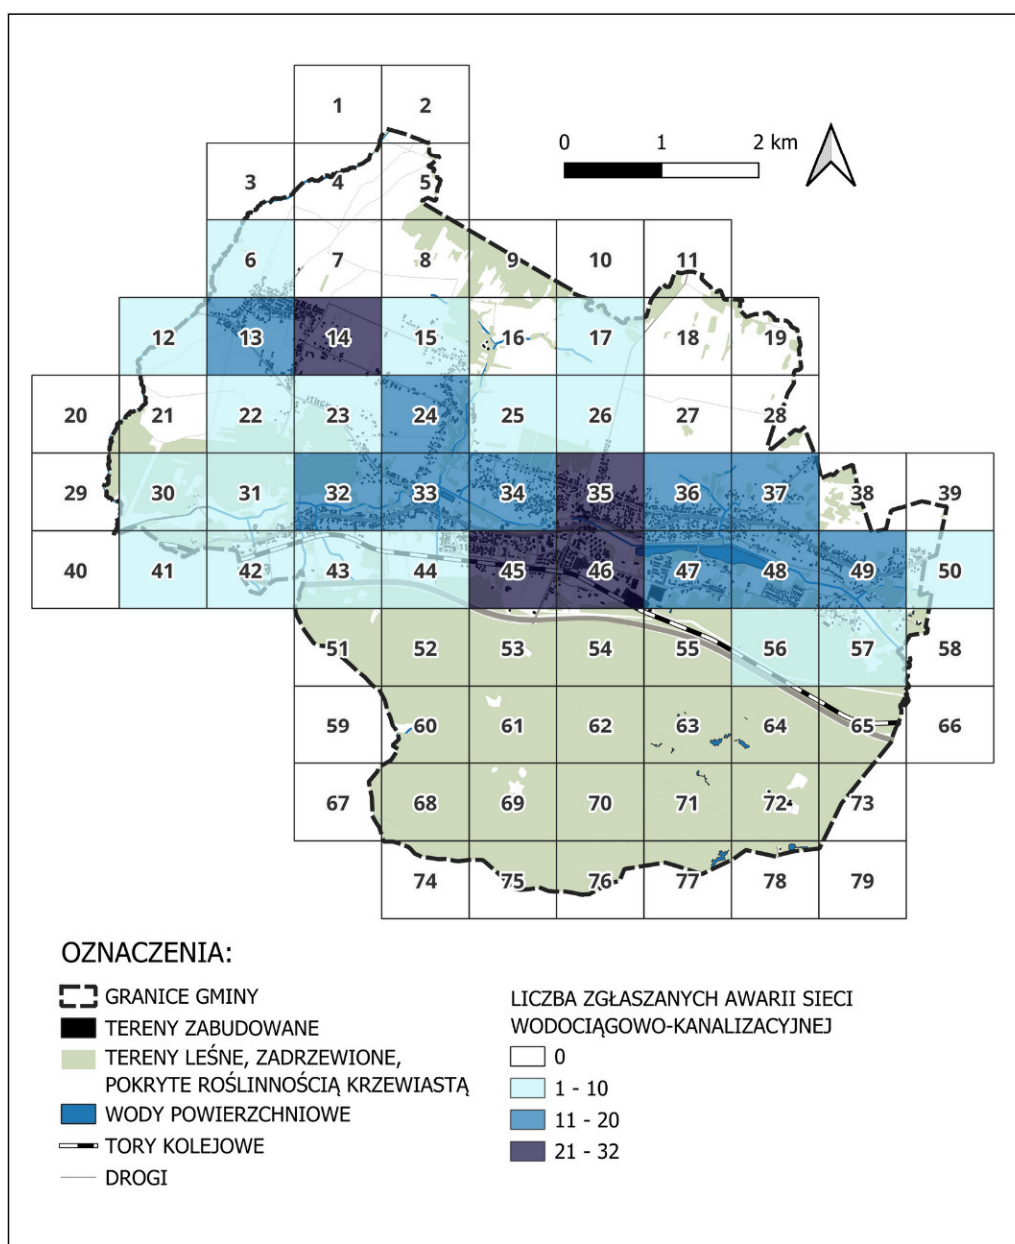 1 2
0 1 2 km
3 4 5
6 7 8 9 10 11
12 13 14 15 16 17 18 19
20 21 22 23 24 25 26 27 28
29 30 31 32 33 34 35 36 37 38 39
40 41 42 43 44 45 46 47 48 49 50
51 52 53 54 55 56 57 58
59 60 61 62 63 64 65 66
67 68 69 70 71 72 73
74 75 76 77 78 79
OZNACZENIA:
GRANICE GMINY
TERENY ZABUDOWANE
TERENY LEŚNE, ZADRZEWIONE,
POKRYTE ROŚLINNOŚCIĄ KRZEWIASTĄ
WODY POWIERZCHNIOWE
TORY KOLEJOWE
DROGI
LICZBA ZGŁASZANYCH AWARII SIECI
WODOCIĄGOWO-KANALIZACYJNEJ
0
1 - 10
11 - 20
21 - 32